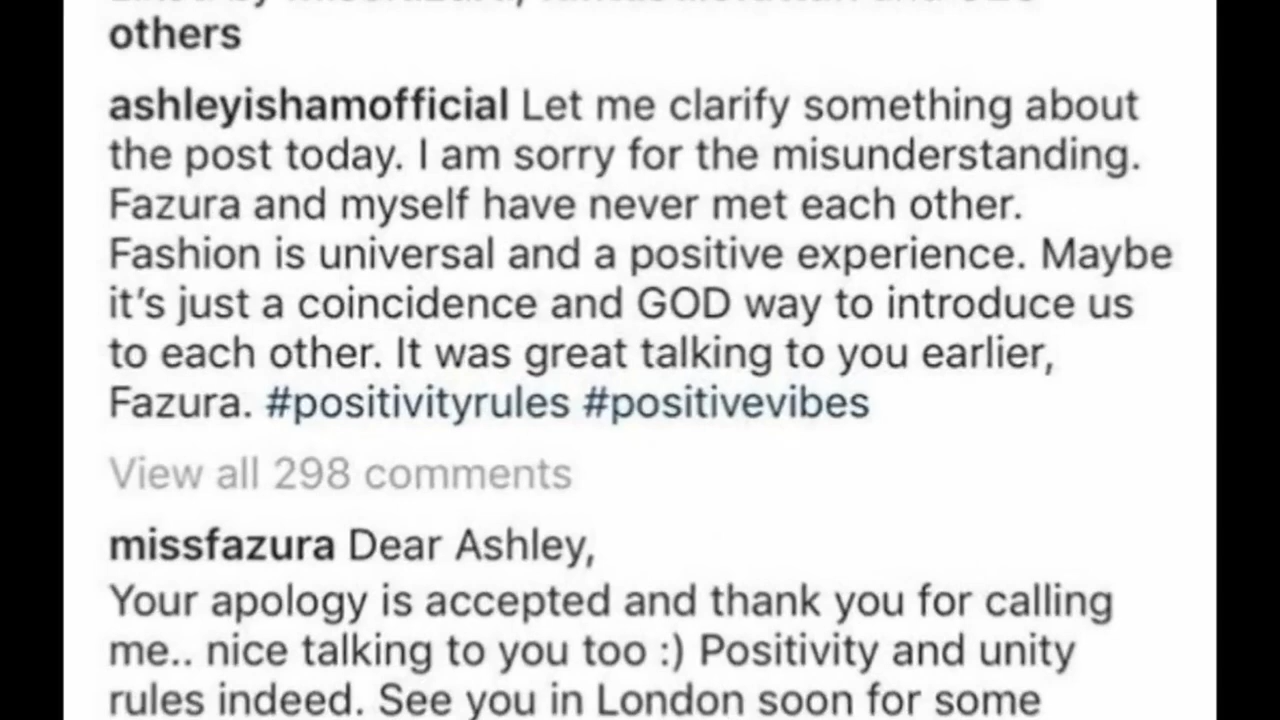 others
ashleyishamofficial Let me clarify something about
the post today. I am sorry for the misunderstanding.
Fazura and myself have never met each other.
Fashion is universal and a positive experience. Maybe
it's just a coincidence and GOD way to introduce us
to each other. It was great talking to you earlier,
Fazura. #positivityrules #positivevibes
View all 298 comments
missfazura Dear Ashley,
Your apology is accepted and thank you for calling
me.. nice talking to you too :) Positivity and unity
rules indeed. See you in London soon for some